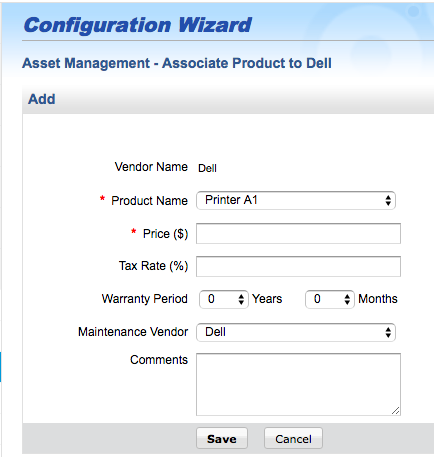 Configuration Wizard
Asset Management - Associate Product to Dell
Add
Vendor Name Dell
* Product Name Printer A1
* Price ($)
Tax Rate (%)
Warranty Period 0 Years 0 Months
Maintenance Vendor Dell
Comments
Save Cancel